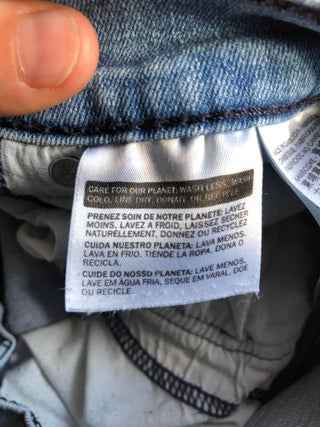 CARE FOR OUR PLANET: WASH LESS, WASH
COLD, LINE DRY, DONATE OR RECYCLE.
PRENEZ SOIN DE NOTRE PLANÈTE: LAVEZ
MOINS, LAVEZ A FROID, LAISSEZ SECHER
NATURELLEMENT, DONNEZ OU RECYCLEZ
CUIDA NUESTRO PLANETA: LAVA MENOS,
LAVA EN FRIO, TIENDE LA ROPA, DONA O
RECICLA.
CUIDE DO NOSSO PLANETA: LAVE MENOS,
LAVE EM ÁGUA FRIA, SEQUE EM VARAL, DOE
OU RECICLE.